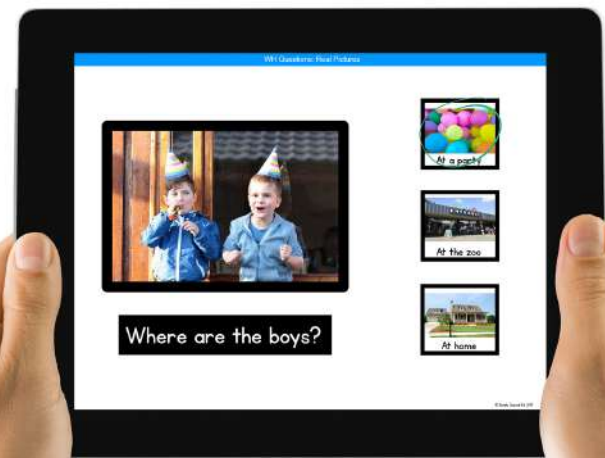 WH Questions: Real Pictures
At a party
At the zoo
Where are the boys?
At home